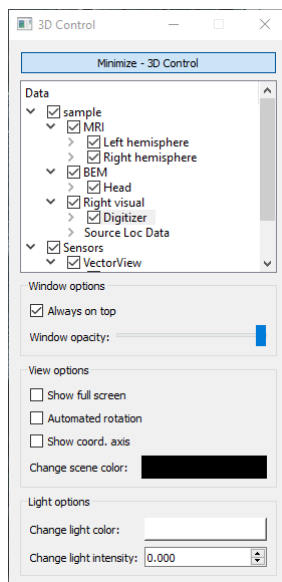 3D Control
Minimize - 3D Control
Data
sample
MRI
Left hemisphere
Right hemisphere
BEM
Head
Right visual
Digitizer
Source Loc Data
Sensors
VectorView
Window options
Always on top
Window opacity:
View options
Show full screen
Automated rotation
Show coord. axis
Change scene color:
Light options
Change light color:
Change light intensity: 0.000